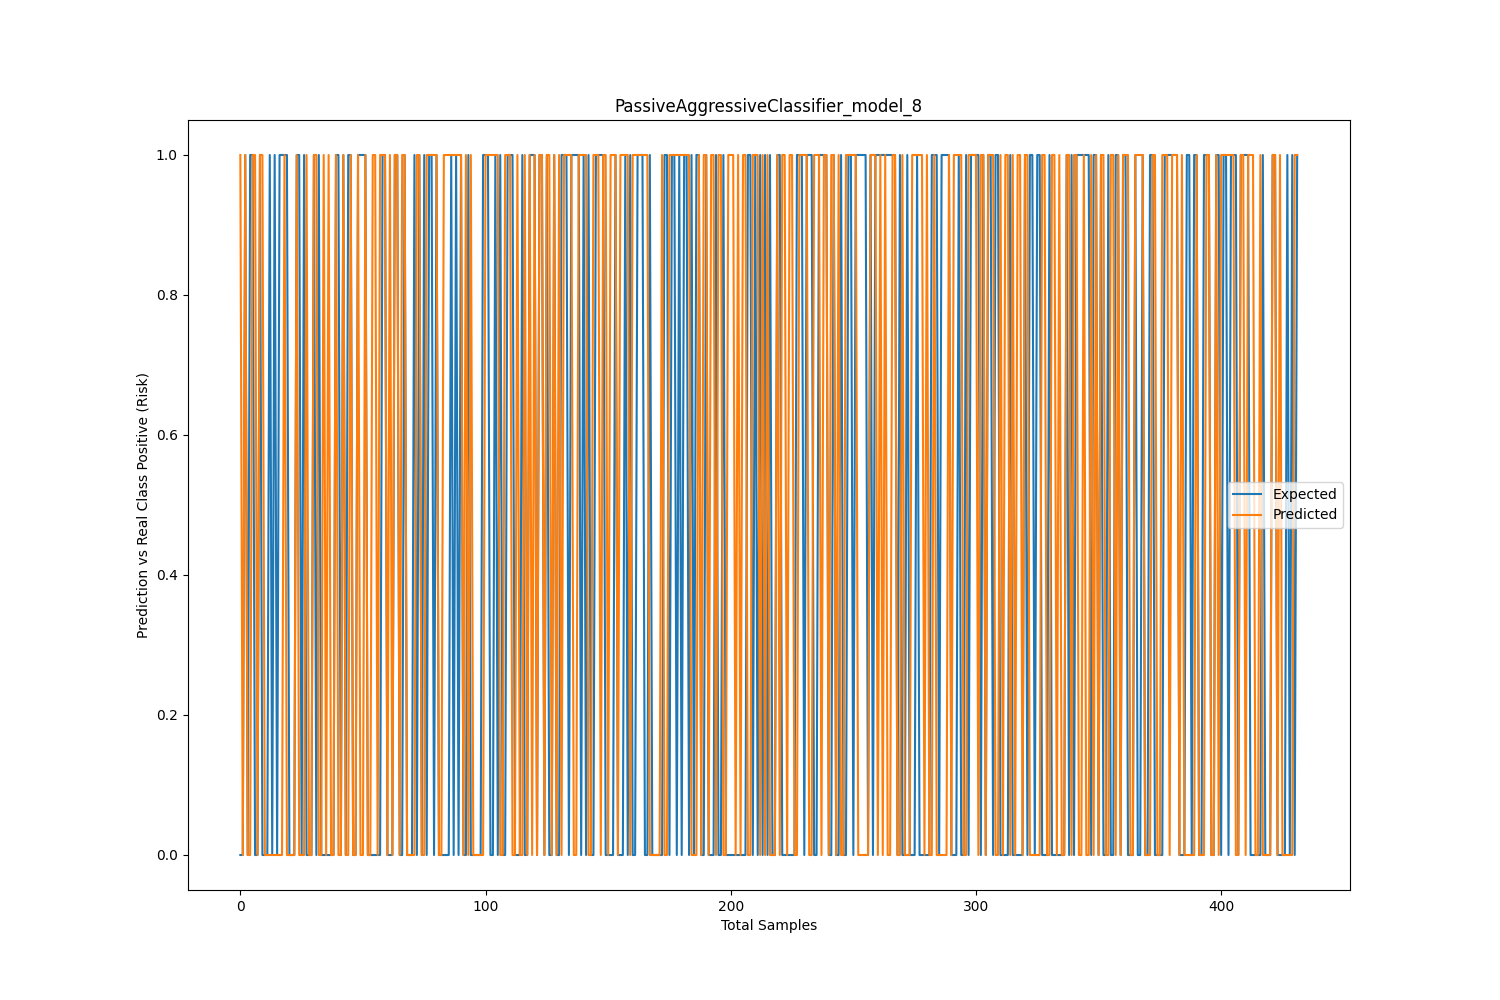 PassiveAggressiveClassifier_model_8
1.0
0.8
0.6
0.4
0.2
0.0
Prediction vs Real Class Positive (Risk)
Expected
Predicted
0
100
200
300
400
Total Samples